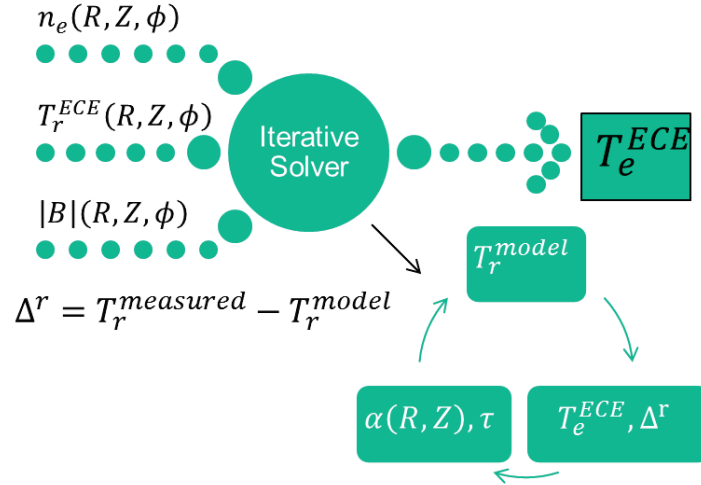 n_e(R, Z, ϕ)
T_r^{ECE}(R, Z, ϕ)
|B|(R, Z, ϕ)
Iterative
Solver
T_e^{ECE}
Δ^r = T_r^{measured} − T_r^{model}
T_r^{model}
α(R, Z), τ
T_e^{ECE}, Δ^r